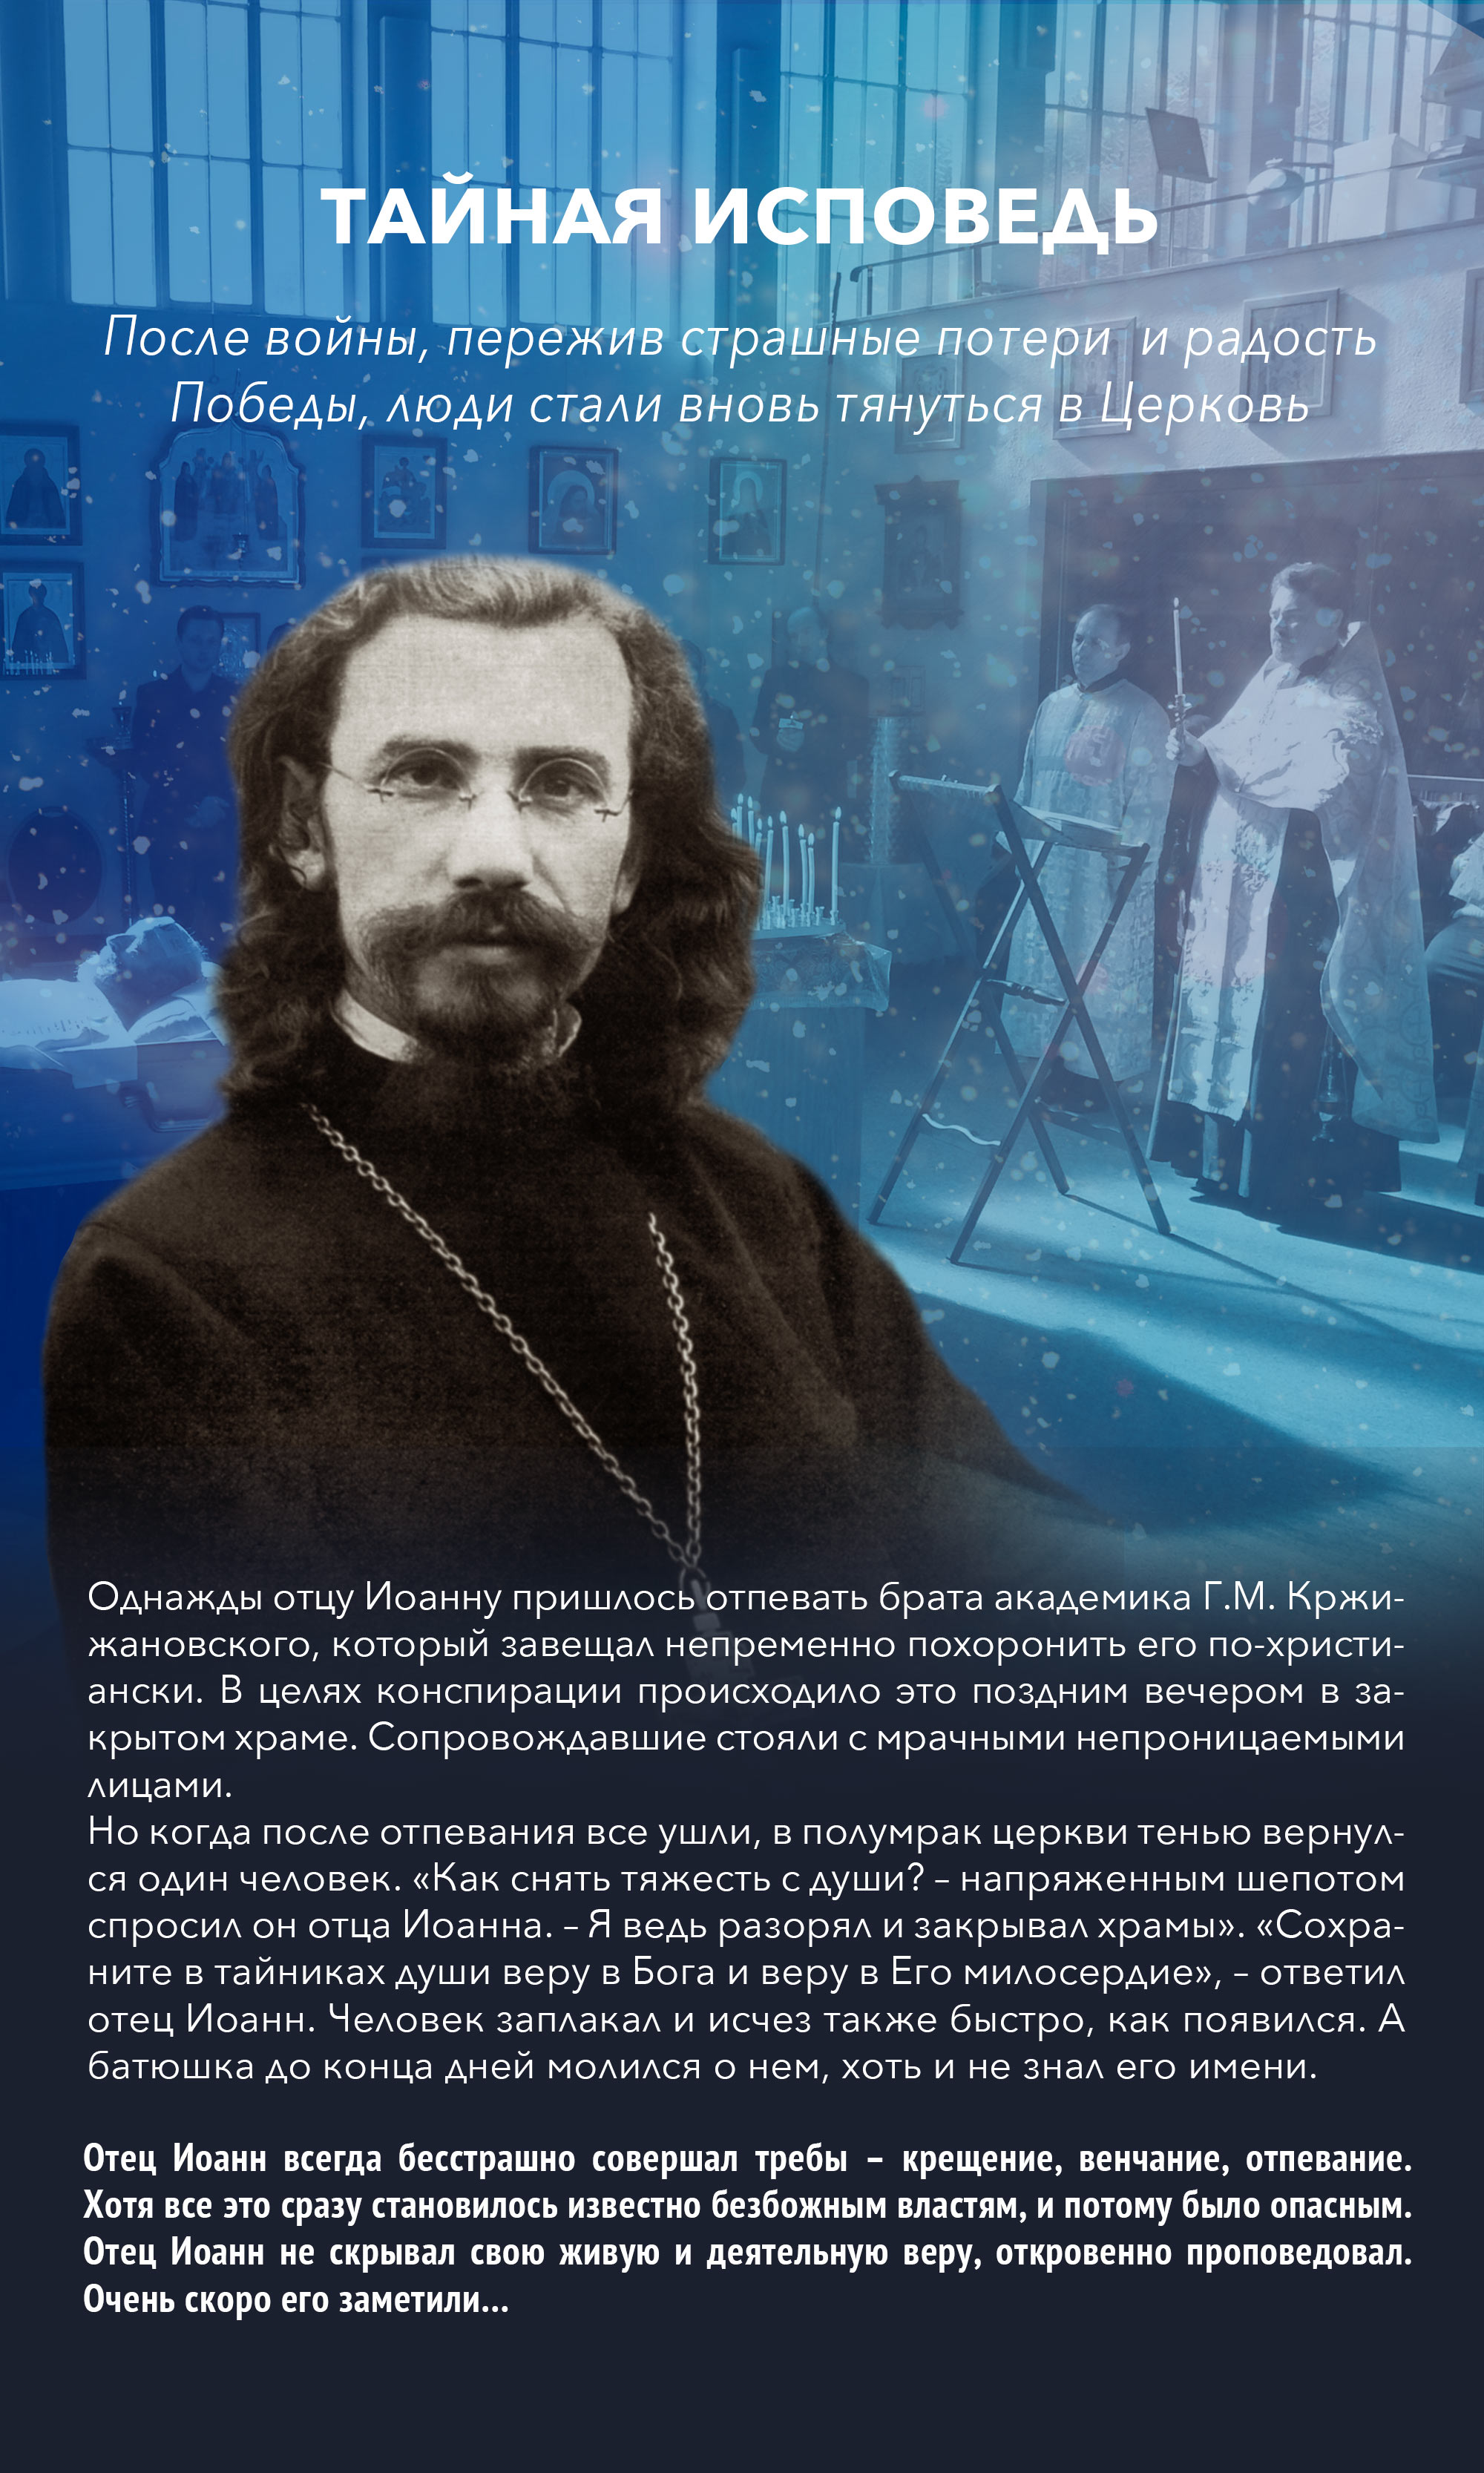 ТАЙНАЯ ИСПОВЕДЬ
После войны, пережив страшные потери и радость
Победы, люди стали вновь тянуться в Церковь
Однажды отцу Иоанну пришлось отпевать брата академика Г.М. Кржи-
жановского, который завещал непременно похоронить его по-христи-
ански. В целях конспирации происходило это поздним вечером в за-
крытом храме. Сопровождавшие стояли с мрачными непроницаемыми
лицами.
Но когда после отпевания все ушли, в полумрак церкви тенью вернул-
ся один человек. «Как снять тяжесть с души? – напряженным шепотом
спросил он отца Иоанна. – Я ведь разорял и закрывал храмы». «Сохра-
ните в тайниках души веру в Бога и веру в Его милосердие», – ответил
отец Иоанн. Человек заплакал и исчез также быстро, как появился. А
батюшка до конца дней молился о нем, хоть и не знал его имени.
Отец Иоанн всегда бесстрашно совершал требы – крещение, венчание, отпевание.
Хотя все это сразу становилось известно безбожным властям, и потому было опасным.
Отец Иоанн не скрывал свою живую и деятельную веру, откровенно проповедовал.
Очень скоро его заметили...